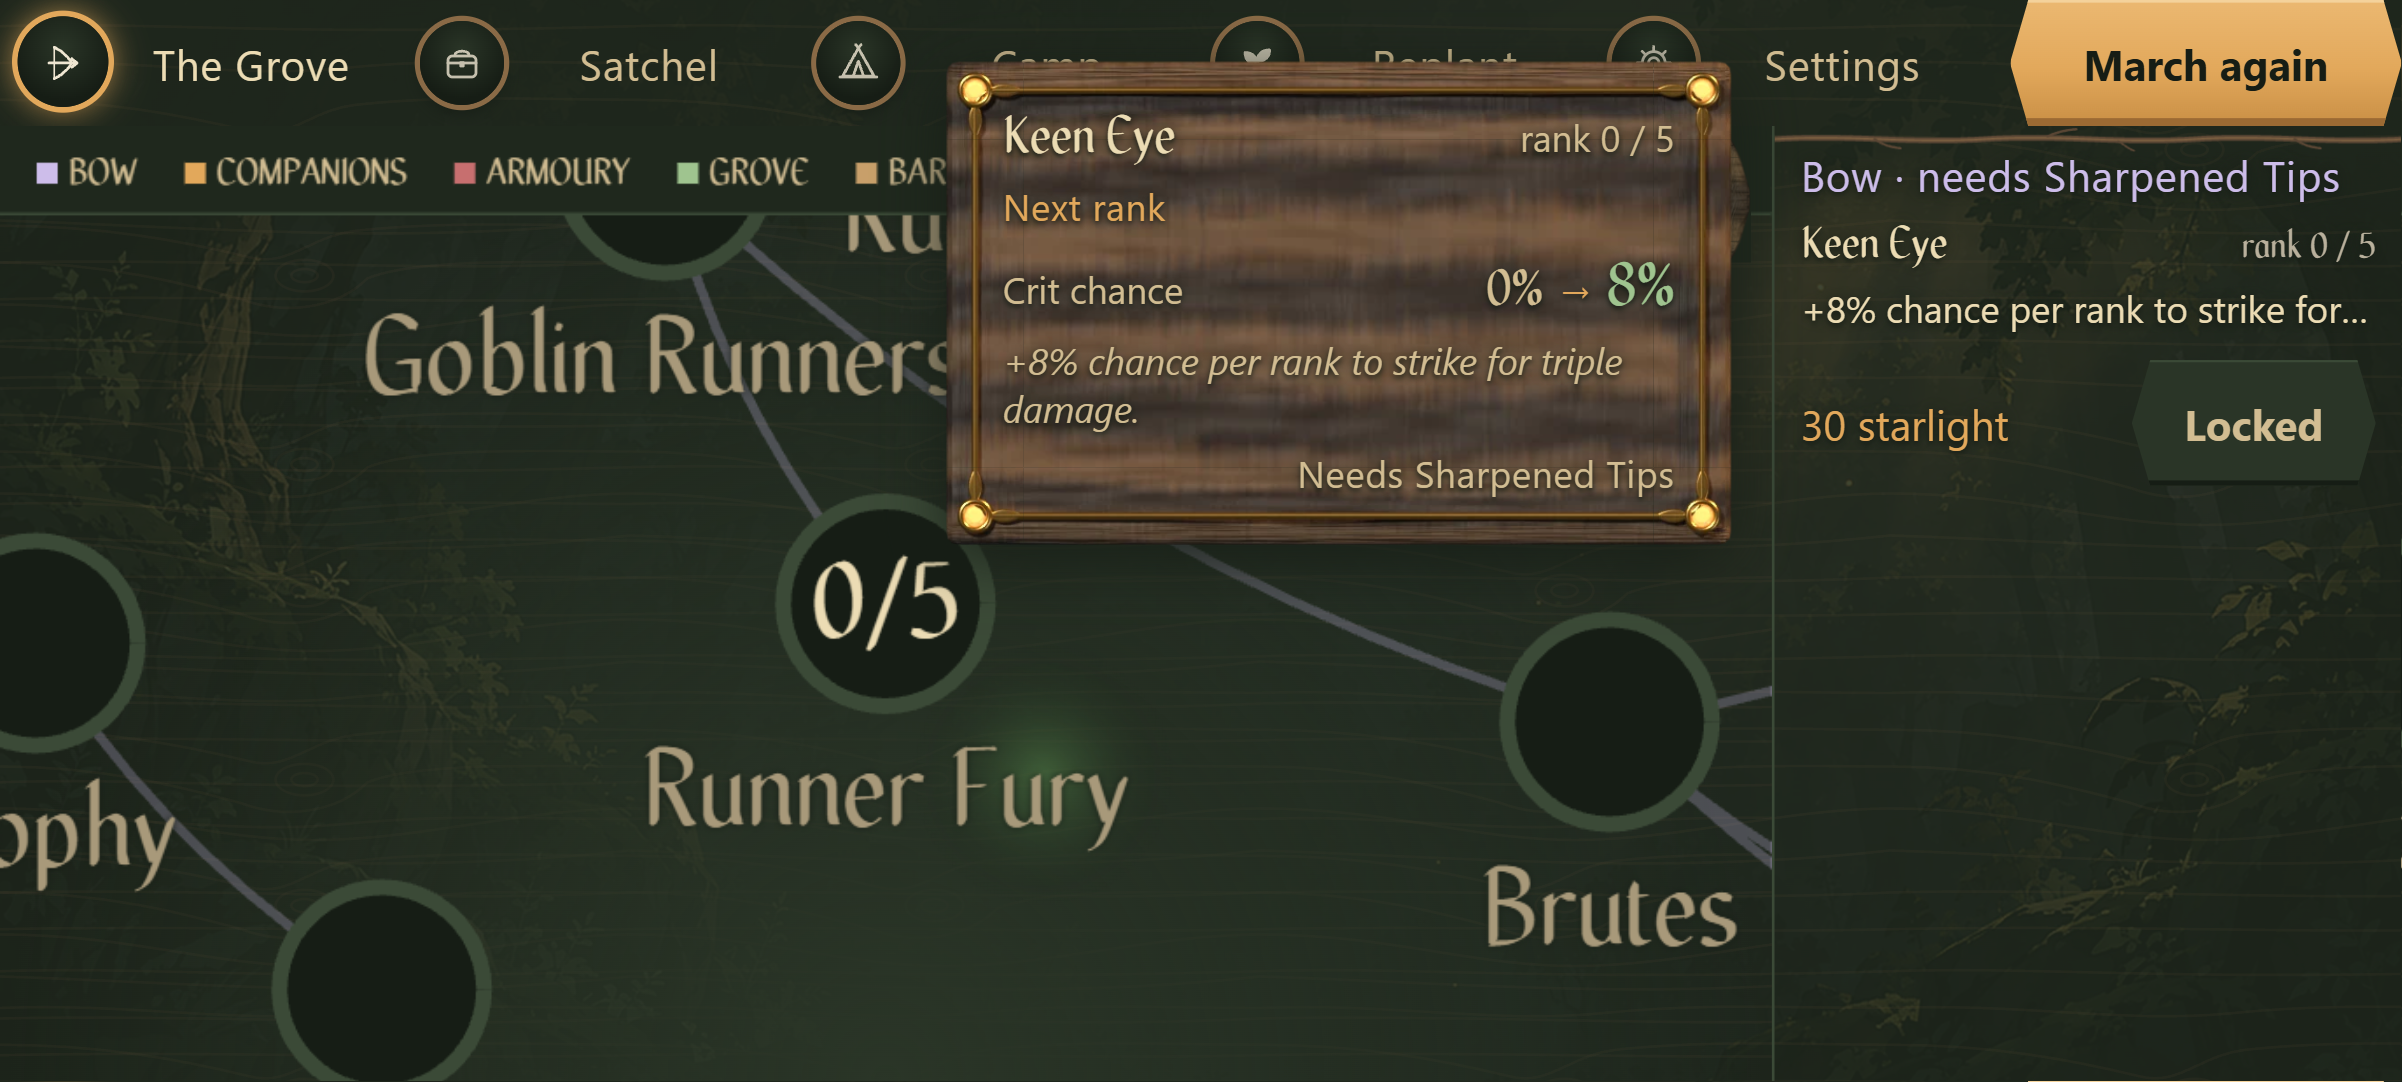 The Grove
Satchel
Settings
March again
BOW
COMPANIONS
ARMOURY
GROVE
BAR
Keen Eye
rank 0 / 5
Next rank
Crit chance
0% → 8%
+8% chance per rank to strike for triple
damage.
Needs Sharpened Tips
Bow · needs Sharpened Tips
Keen Eye
rank 0 / 5
+8% chance per rank to strike for...
30 starlight
Locked
Ru
Goblin Runners
0/5
Runner Fury
ophy
Brutes